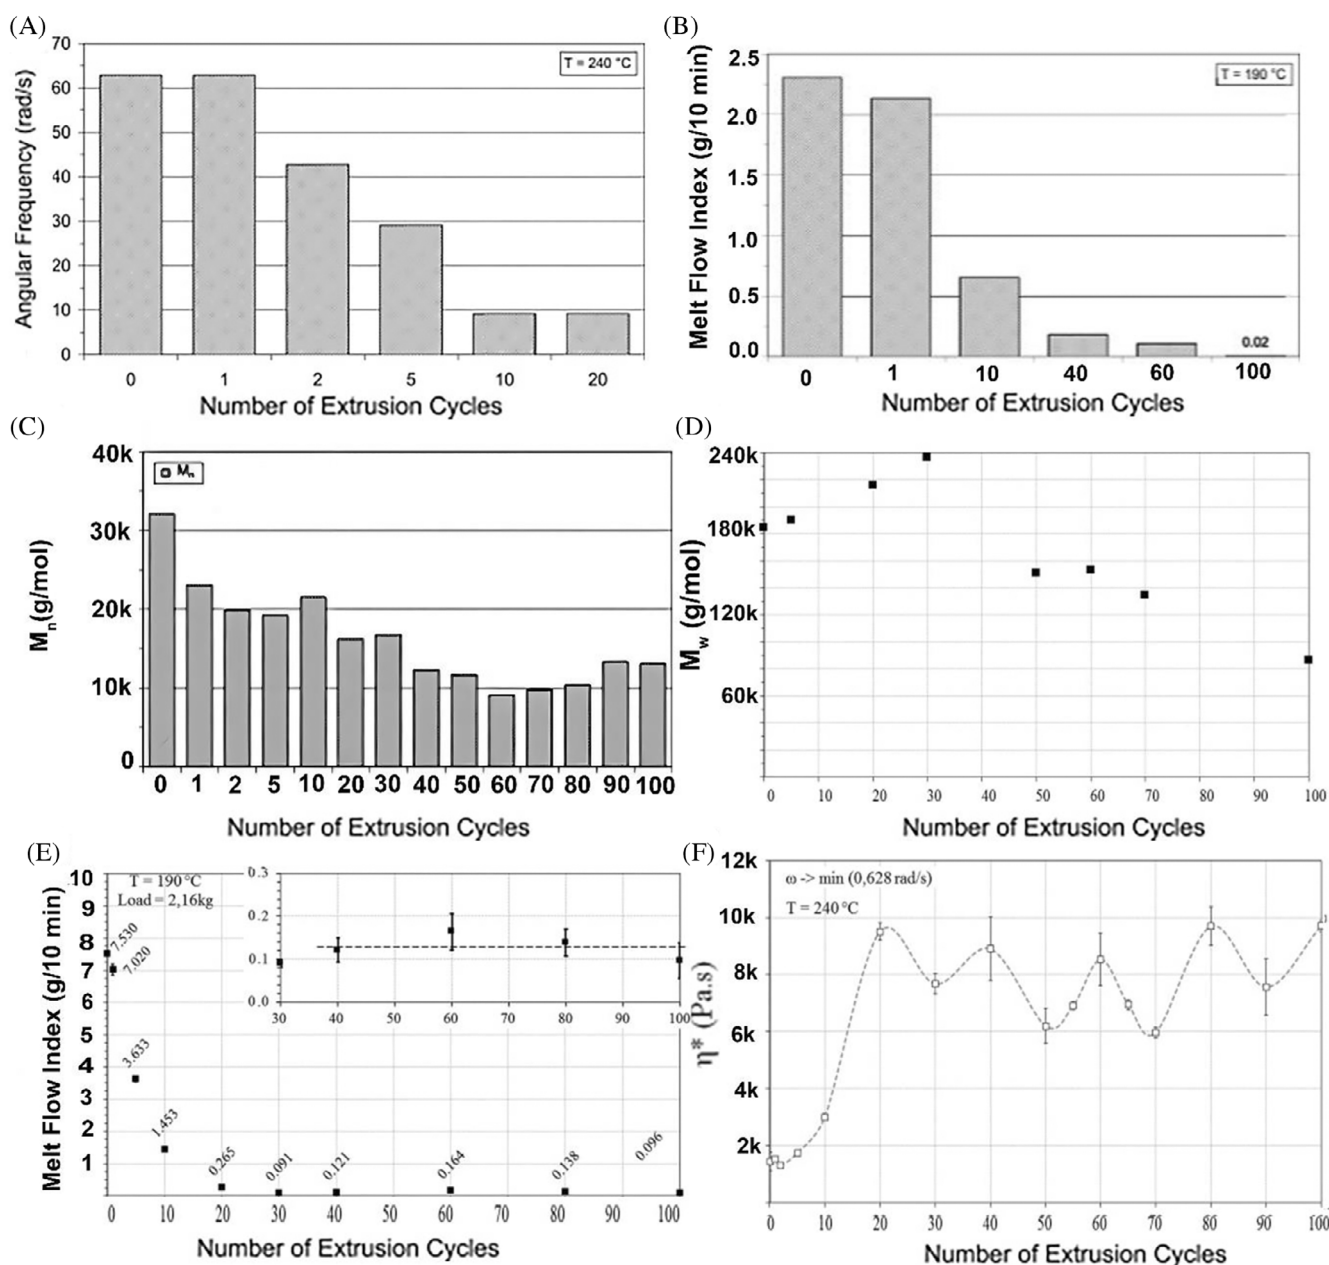 (A)
70
60
50
40
30
20
10
0
Angular Frequency (rad/s)
T = 240 °C
0 1 2 5 10 20
Number of Extrusion Cycles
(B)
2.5
2.0
1.5
1.0
0.5
0.0
Melt Flow Index (g/10 min)
T = 190 °C
0.02
0 1 10 40 60 100
Number of Extrusion Cycles
(C)
40k
30k
20k
10k
0
Mn(g/mol)
Mn
0 1 2 5 10 20 30 40 50 60 70 80 90 100
Number of Extrusion Cycles
(D)
240k
180k
120k
60k
Mw (g/mol)
0 10 20 30 40 50 60 70 80 90 100
Number of Extrusion Cycles
(E)
10
9
8
7
6
5
4
3
2
1
Melt Flow Index (g/10 min)
T = 190 °C
Load = 2,16kg
7.530
7.020
3.633
1.453
0.265
0.091
0.121
0.164
0.138
0.096
0.3
0.2
0.1
0.0
30 40 50 60 70 80 90 100
0 10 20 30 40 50 60 70 80 90 100
Number of Extrusion Cycles
(F)
12k
10k
8k
6k
4k
2k
η* (Pa.s)
ω -> min (0,628 rad/s)
T = 240 °C
0 10 20 30 40 50 60 70 80 90 100
Number of Extrusion Cycles